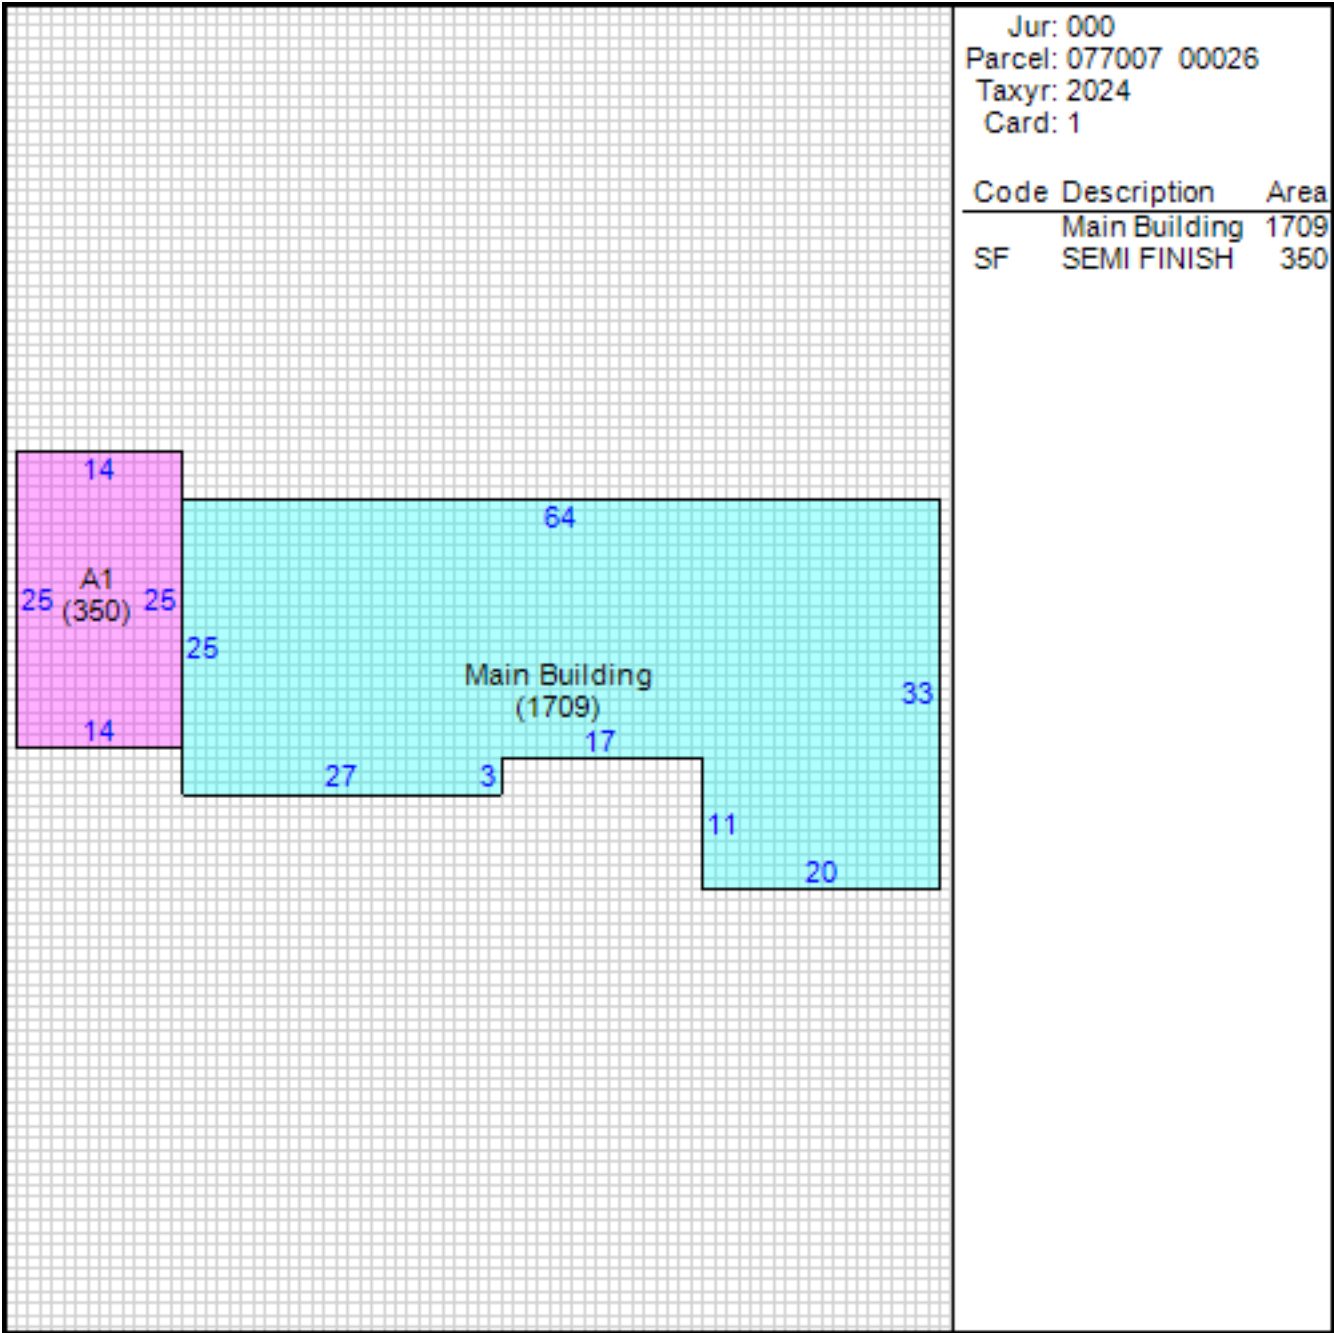 Jur: 000
Parcel: 077007 00026
Taxyr: 2024
Card: 1
Code Description Area
Main Building 1709
SF SEMI FINISH 350
14
64
A1
25 (350) 25
25
Main Building
33
(1709)
14
17
27 3
11
20